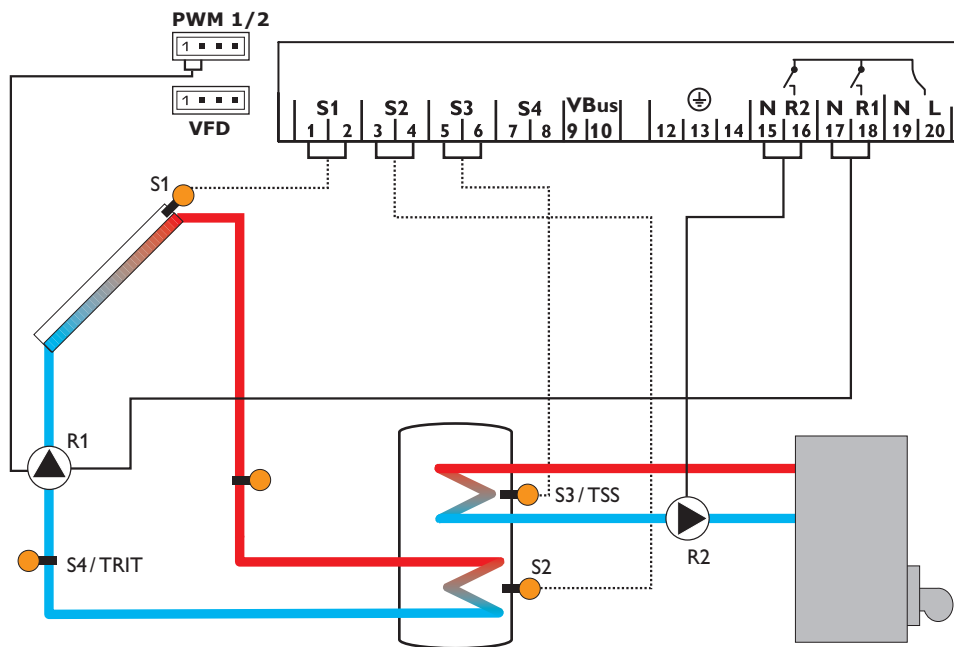 PWM 1/2
1
1
VFD
S1 S2 S3 S4 VBus N R2 N R1 N L
1 2 3 4 5 6 7 8 9 10 12 13 14 15 16 17 18 19 20
S1
R1
S4/TRIT
S3/TSS
S2
R2